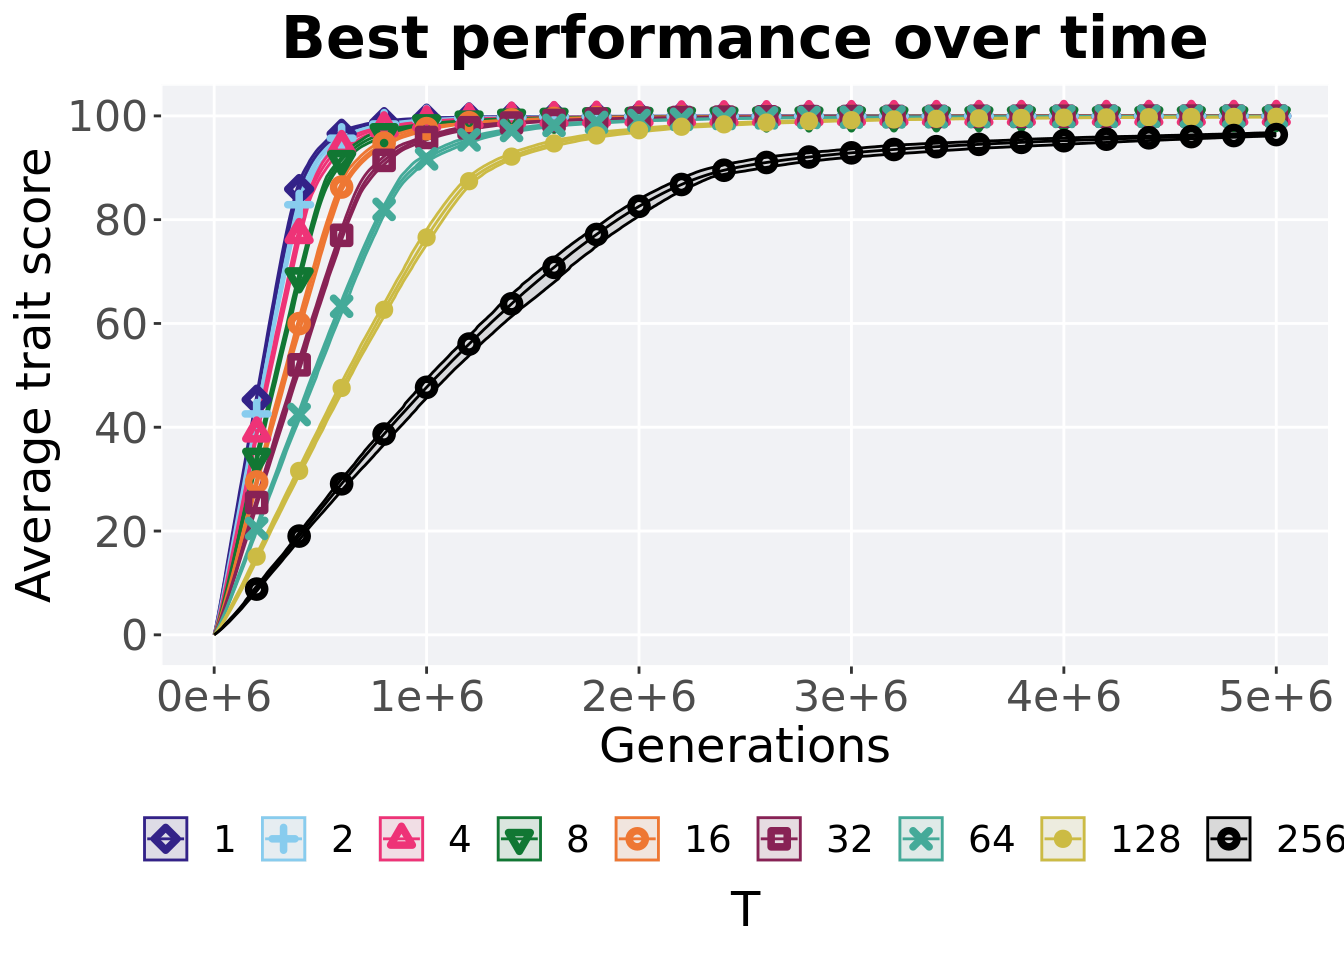 Best performance over time
Average trait score
100
80
60
40
20
0
0e+6 1e+6 2e+6 3e+6 4e+6 5e+6
Generations
1 2 4 8 16 32 64 128 256
T